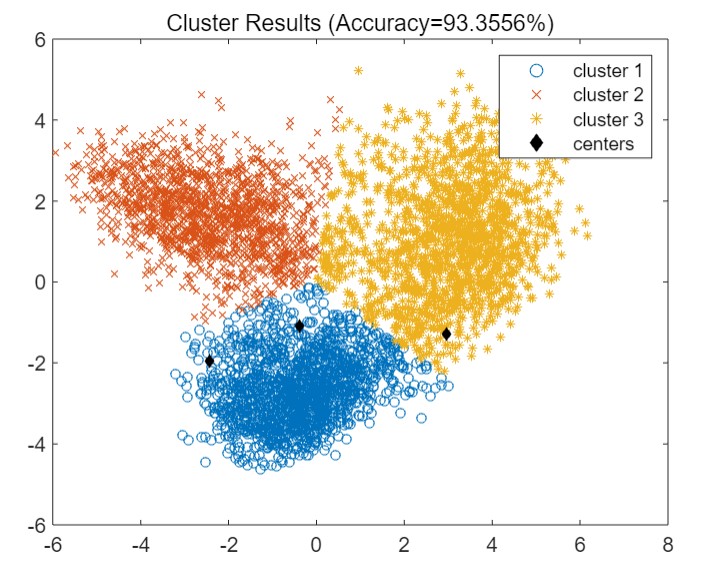 Cluster Results (Accuracy=93.3556%)
6
4
2
0
-2
-4
-6
cluster 1
cluster 2
cluster 3
centers
-6 -4 -2 0 2 4 6 8